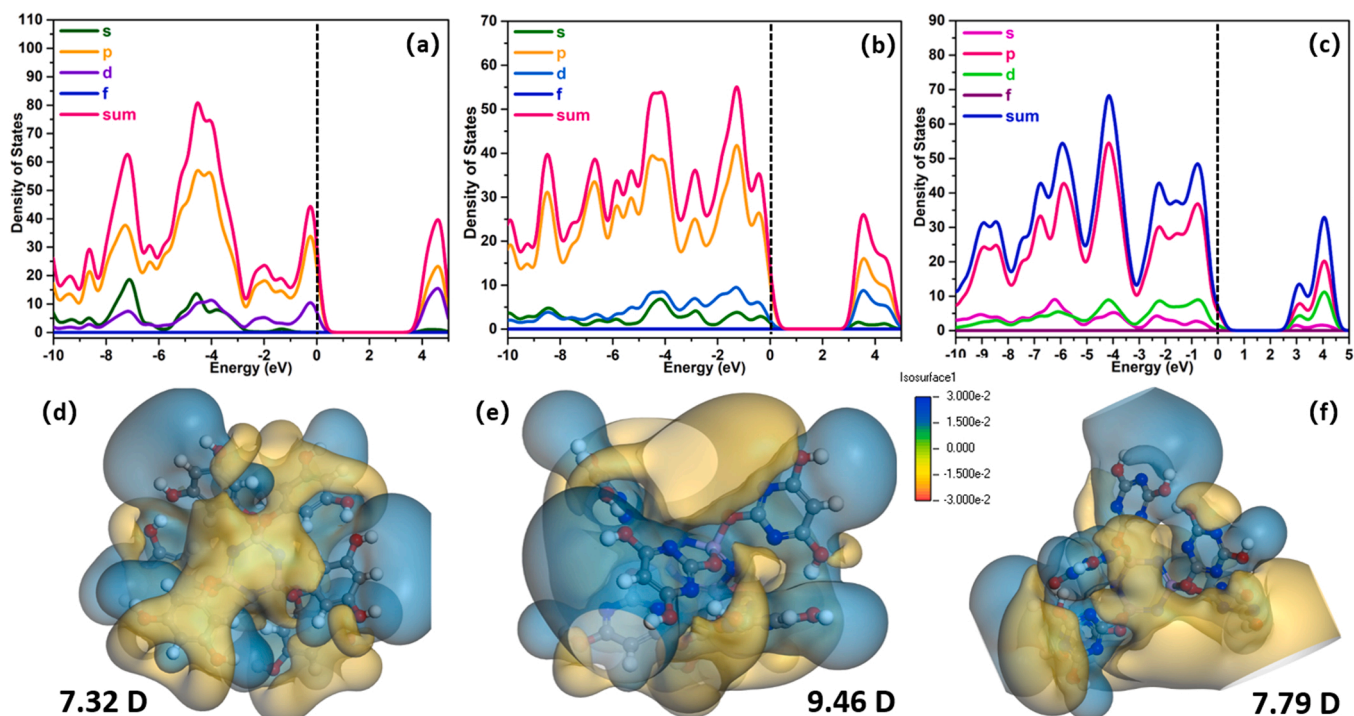 (a)
s
p
d
f
sum
Density of States
110
100
90
80
70
60
50
40
30
20
10
0
-10 -8 -6 -4 -2 0 2 4
Energy (eV)
(b)
s
p
d
f
sum
Density of States
70
60
50
40
30
20
10
0
-10 -8 -6 -4 -2 0 2 4
Energy (eV)
(c)
s
p
d
f
sum
Density of States
90
80
70
60
50
40
30
20
10
0
-10 -9 -8 -7 -6 -5 -4 -3 -2 -1 0 1 2 3 4 5
Energy (eV)
(d)
7.32 D
(e)
9.46 D
Isosurface1
3.000e-2
1.500e-2
0.000
-1.500e-2
-3.000e-2
(f)
7.79 D